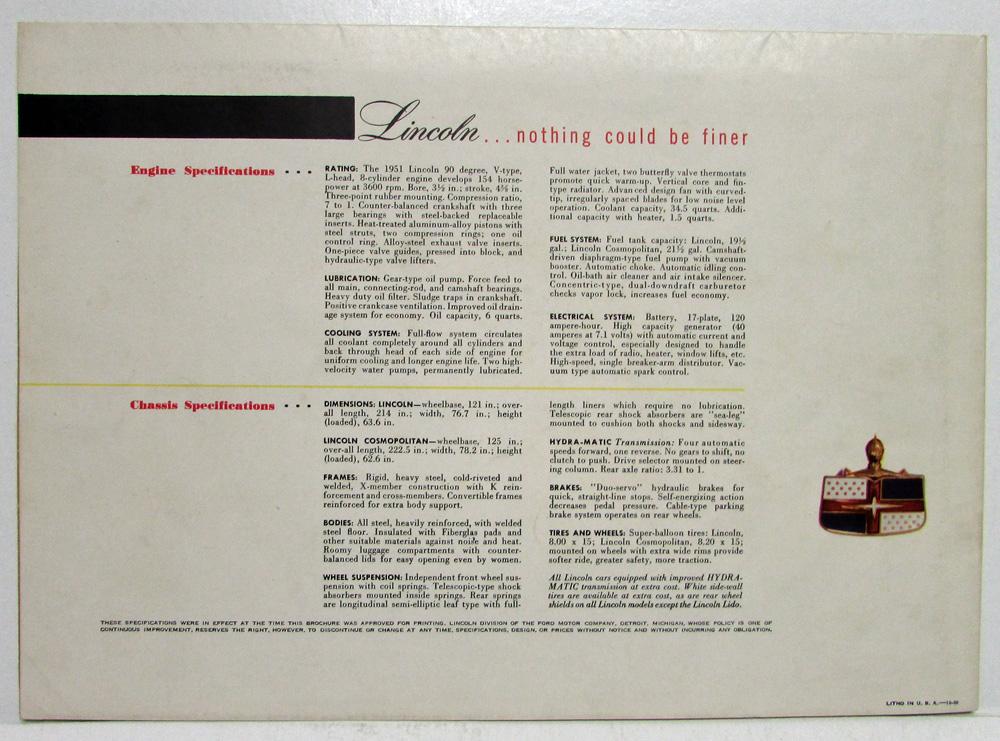 Lincoln...nothing could be finer
Engine Specifications • • •
RATING: The 1951 Lincoln 90 degree, V-type,
L-head, 8-cylinder engine develops 154 horse-
power at 3600 rpm. Bore, 3½ in.; stroke, 4⅜ in.
Three-point rubber mounting. Compression ratio,
7 to 1. Counter-balanced crankshaft with three
large bearings with steel-backed replaceable
inserts. Heat-treated aluminum-alloy pistons with
steel struts, two compression rings; one oil
control ring. Alloy-steel exhaust valve inserts.
One-piece valve guides, pressed into block, and
hydraulic-type valve lifters.
LUBRICATION: Gear-type oil pump. Force feed to
all main, connecting-rod, and camshaft bearings.
Heavy duty oil filter. Sludge traps in crankshaft.
Positive crankcase ventilation. Improved oil drain-
age system for economy. Oil capacity, 6 quarts.
COOLING SYSTEM: Full-flow system circulates
all coolant completely around all cylinders and
back through head of each side of engine for
uniform cooling and longer engine life. Two high-
velocity water pumps, permanently lubricated.
Full water jacket, two butterfly valve thermostats
promote quick warm-up. Vertical core and fin-
type radiator. Advanced design fan with curved-
tip, irregularly spaced blades for low noise level
operation. Coolant capacity, 34.5 quarts. Addi-
tional capacity with heater, 1.5 quarts.
FUEL SYSTEM: Fuel tank capacity: Lincoln, 19½
gal.; Lincoln Cosmopolitan, 21½ gal. Camshaft-
driven diaphragm-type fuel pump with vacuum
booster. Automatic choke. Automatic idling con-
trol. Oil-bath air cleaner and air intake silencer.
Concentric-type, dual-downdraft carburetor
checks vapor lock, increases fuel economy.
ELECTRICAL SYSTEM: Battery, 17-plate, 120
ampere-hour. High capacity generator (40
amperes at 7.1 volts) with automatic current and
voltage control, especially designed to handle
the extra load of radio, heater, window lifts, etc.
High-speed, single breaker-arm distributor. Vac-
uum type automatic spark control.
Chassis Specifications • • •
DIMENSIONS: LINCOLN—wheelbase, 121 in.; over-
all length, 214 in.; width, 76.7 in.; height
(loaded), 63.6 in.
LINCOLN COSMOPOLITAN—wheelbase, 125 in.;
over-all length, 222.5 in.; width, 78.2 in.; height
(loaded), 62.6 in.
FRAMES: Rigid, heavy steel, cold-riveted and
welded, X-member construction with K rein-
forcement and cross-members. Convertible frames
reinforced for extra body support.
BODIES: All steel, heavily reinforced, with welded
steel floor. Insulated with Fiberglas pads and
other suitable materials against noise and heat.
Roomy luggage compartments with counter-
balanced lids for easy opening even by women.
WHEEL SUSPENSION: Independent front wheel sus-
pension with coil springs. Telescopic-type shock
absorbers mounted inside springs. Rear springs
are longitudinal semi-elliptic leaf type with full-
length liners which require no lubrication.
Telescopic rear shock absorbers are "sea-leg"
mounted to cushion both shocks and sidesway.
HYDRA-MATIC Transmission: Four automatic
speeds forward, one reverse. No gears to shift, no
clutch to push. Drive selector mounted on steer-
ing column. Rear axle ratio: 3.31 to 1.
BRAKES: "Duo-servo" hydraulic brakes for
quick, straight-line stops. Self-energizing action
decreases pedal pressure. Cable-type parking
brake system operates on rear wheels.
TIRES AND WHEELS: Super-balloon tires: Lincoln,
8.00 x 15; Lincoln Cosmopolitan, 8.20 x 15;
mounted on wheels with extra wide rims provide
softer ride, greater safety, more traction.
All Lincoln cars equipped with improved HYDRA-
MATIC transmission at extra cost. White side-wall
tires are available at extra cost, as are rear wheel
shields on all Lincoln models except the Lincoln Lido.
THESE SPECIFICATIONS WERE IN EFFECT AT THE TIME THIS BROCHURE WAS APPROVED FOR PRINTING. LINCOLN DIVISION OF THE FORD MOTOR COMPANY, DETROIT, MICHIGAN, WHOSE POLICY IS ONE OF
CONTINUOUS IMPROVEMENT, RESERVES THE RIGHT, HOWEVER, TO DISCONTINUE OR CHANGE AT ANY TIME, SPECIFICATIONS, DESIGN, OR PRICES WITHOUT NOTICE AND WITHOUT INCURRING ANY OBLIGATION.
LITHO IN U. S. A.